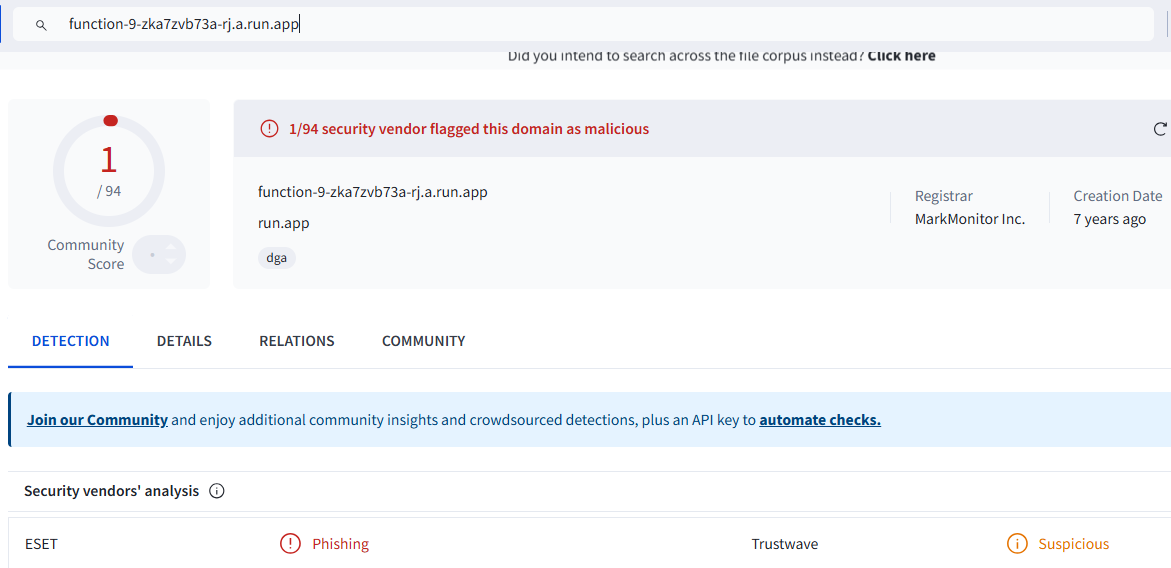 function-9-zka7zvb73a-rj.a.run.app
Did you intend to search across the file corpus instead? Click here
1
/ 94
Community
Score
1/94 security vendor flagged this domain as malicious
function-9-zka7zvb73a-rj.a.run.app
run.app
dga
Registrar
MarkMonitor Inc.
Creation Date
7 years ago
DETECTION DETAILS RELATIONS COMMUNITY
Join our Community and enjoy additional community insights and crowdsourced detections, plus an API key to automate checks.
Security vendors' analysis
ESET Phishing Trustwave Suspicious